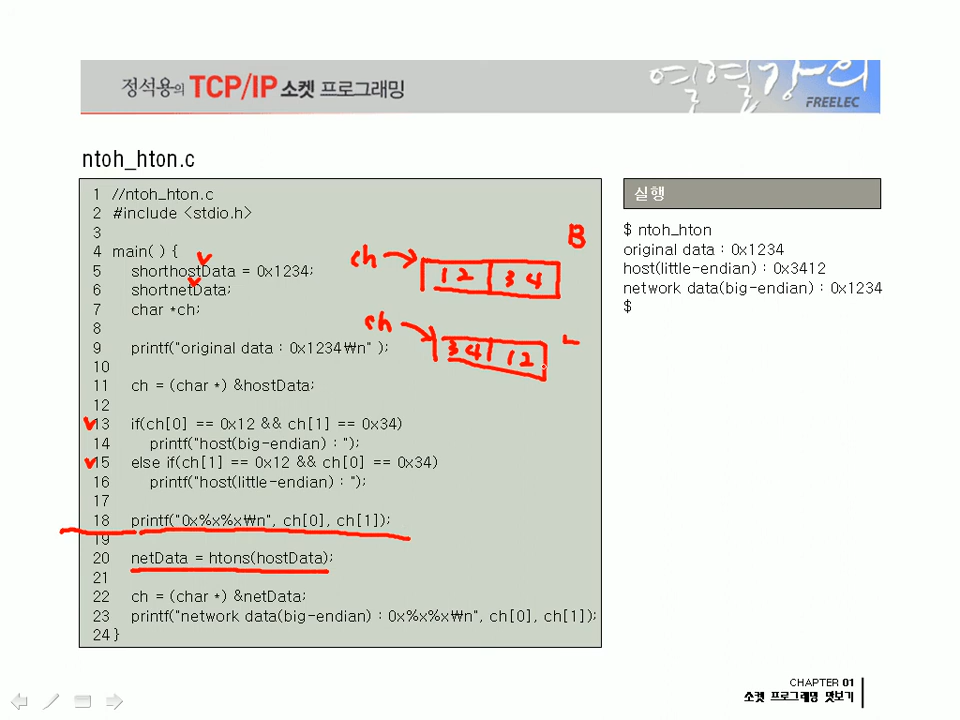 정석용의 TCP/IP 소켓 프로그래밍
열혈강의
FREELEC
ntoh_hton.c
1 //ntoh_hton.c
2 #include <stdio.h>
3
4 main( ) {
5 shorthostData = 0x1234;
6 shortnetData;
7 char *ch;
8
9 printf("original data : 0x1234₩n" );
10
11 ch = (char *) &hostData;
12
13 if(ch[0] == 0x12 && ch[1] == 0x34)
14 printf("host(big-endian) : ");
15 else if(ch[1] == 0x12 && ch[0] == 0x34)
16 printf("host(little-endian) : ");
17
18 printf("0x%x%x₩n", ch[0], ch[1]);
19
20 netData = htons(hostData);
21
22 ch = (char *) &netData;
23 printf("network data(big-endian) : 0x%x%x₩n", ch[0], ch[1]);
24 }
B
ch 12 34
ch 34 12
L
실행
$ ntoh_hton
original data : 0x1234
host(little-endian) : 0x3412
network data(big-endian) : 0x1234
$
CHAPTER 01
소켓 프로그래밍 맛보기